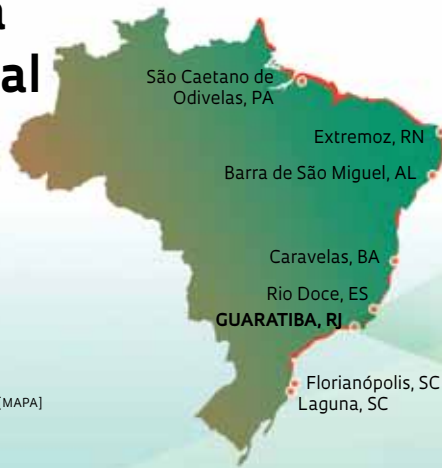 al
São Caetano de
Odivelas, PA
Extremoz, RN
Barra de São Miguel, AL
Caravelas, BA
Rio Doce, ES
GUARATIBA, RJ
Florianópolis, SC
Laguna, SC
MAPA]